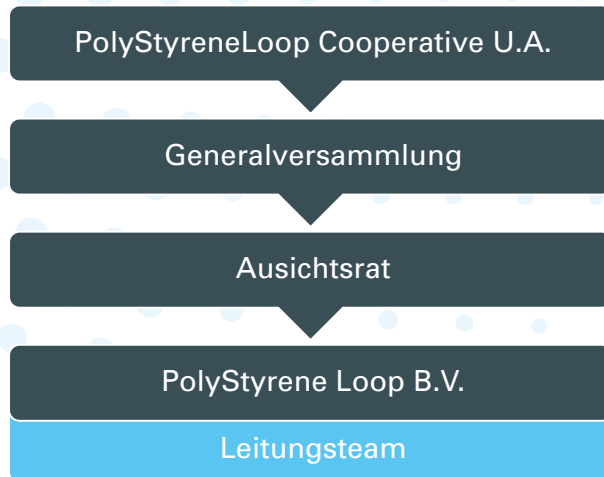 PolyStyreneLoop Cooperative U.A.
Generalversammlung
Ausichtsrat
PolyStyrene Loop B.V.
Leitungsteam